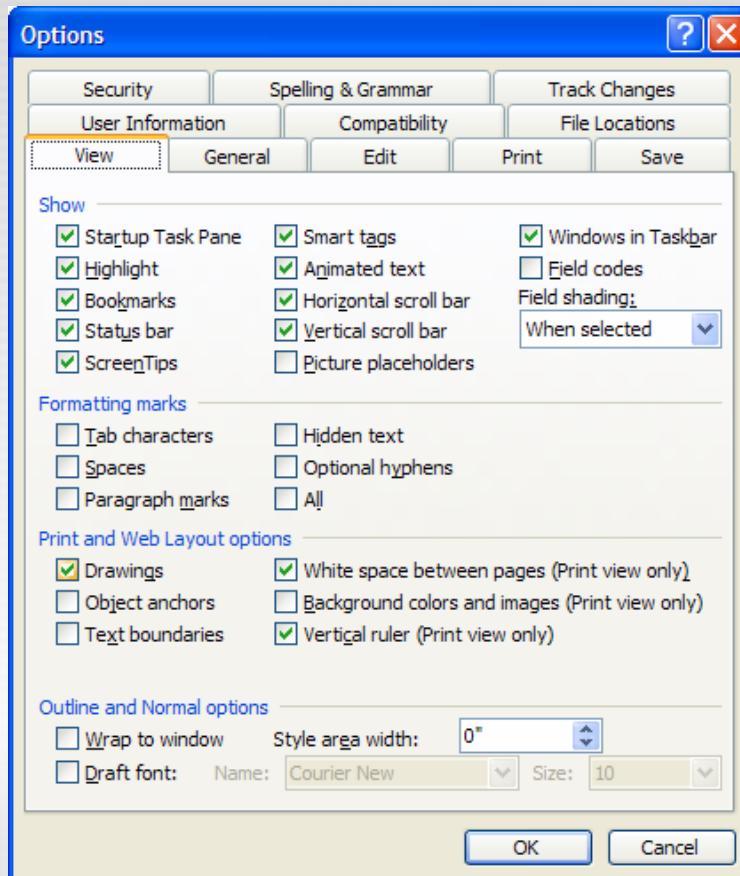 Options
Security Spelling & Grammar Track Changes
User Information Compatibility File Locations
View General Edit Print Save
Show
Startup Task Pane Smart tags Windows in Taskbar
Highlight Animated text Field codes
Bookmarks Horizontal scroll bar Field shading:
Status bar Vertical scroll bar When selected
ScreenTips Picture placeholders
Formatting marks
Tab characters Hidden text
Spaces Optional hyphens
Paragraph marks All
Print and Web Layout options
Drawings White space between pages (Print view only)
Object anchors Background colors and images (Print view only)
Text boundaries Vertical ruler (Print view only)
Outline and Normal options
Wrap to window Style area width: 0"
Draft font: Name: Courier New Size: 10
OK Cancel